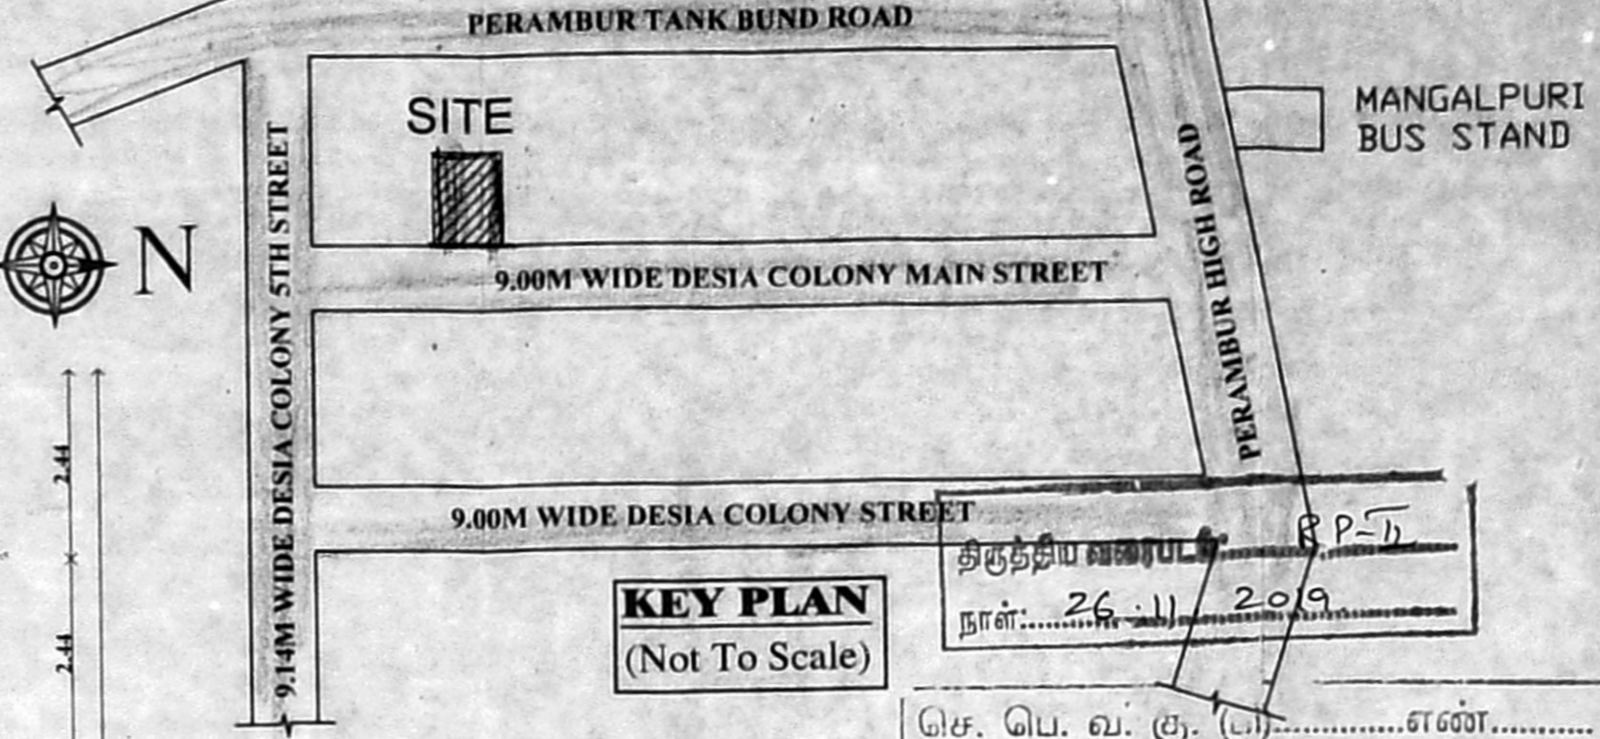 PERAMBUR TANK BUND ROAD
MANGALPURI
BUS STAND
SITE
N
9.00M WIDE DESIA COLONY MAIN STREET
PERAMBUR HIGH ROAD
9.14M WIDE DESIA COLONY 5TH STREET
2.44
2.44
9.00M WIDE DESIA COLONY STREET
திருத்திய வரைபடம் RP-II
நாள்:........26.11.2019
KEY PLAN
(Not To Scale)
செ. பெ. வ. கு. (ப)..............எண்...........